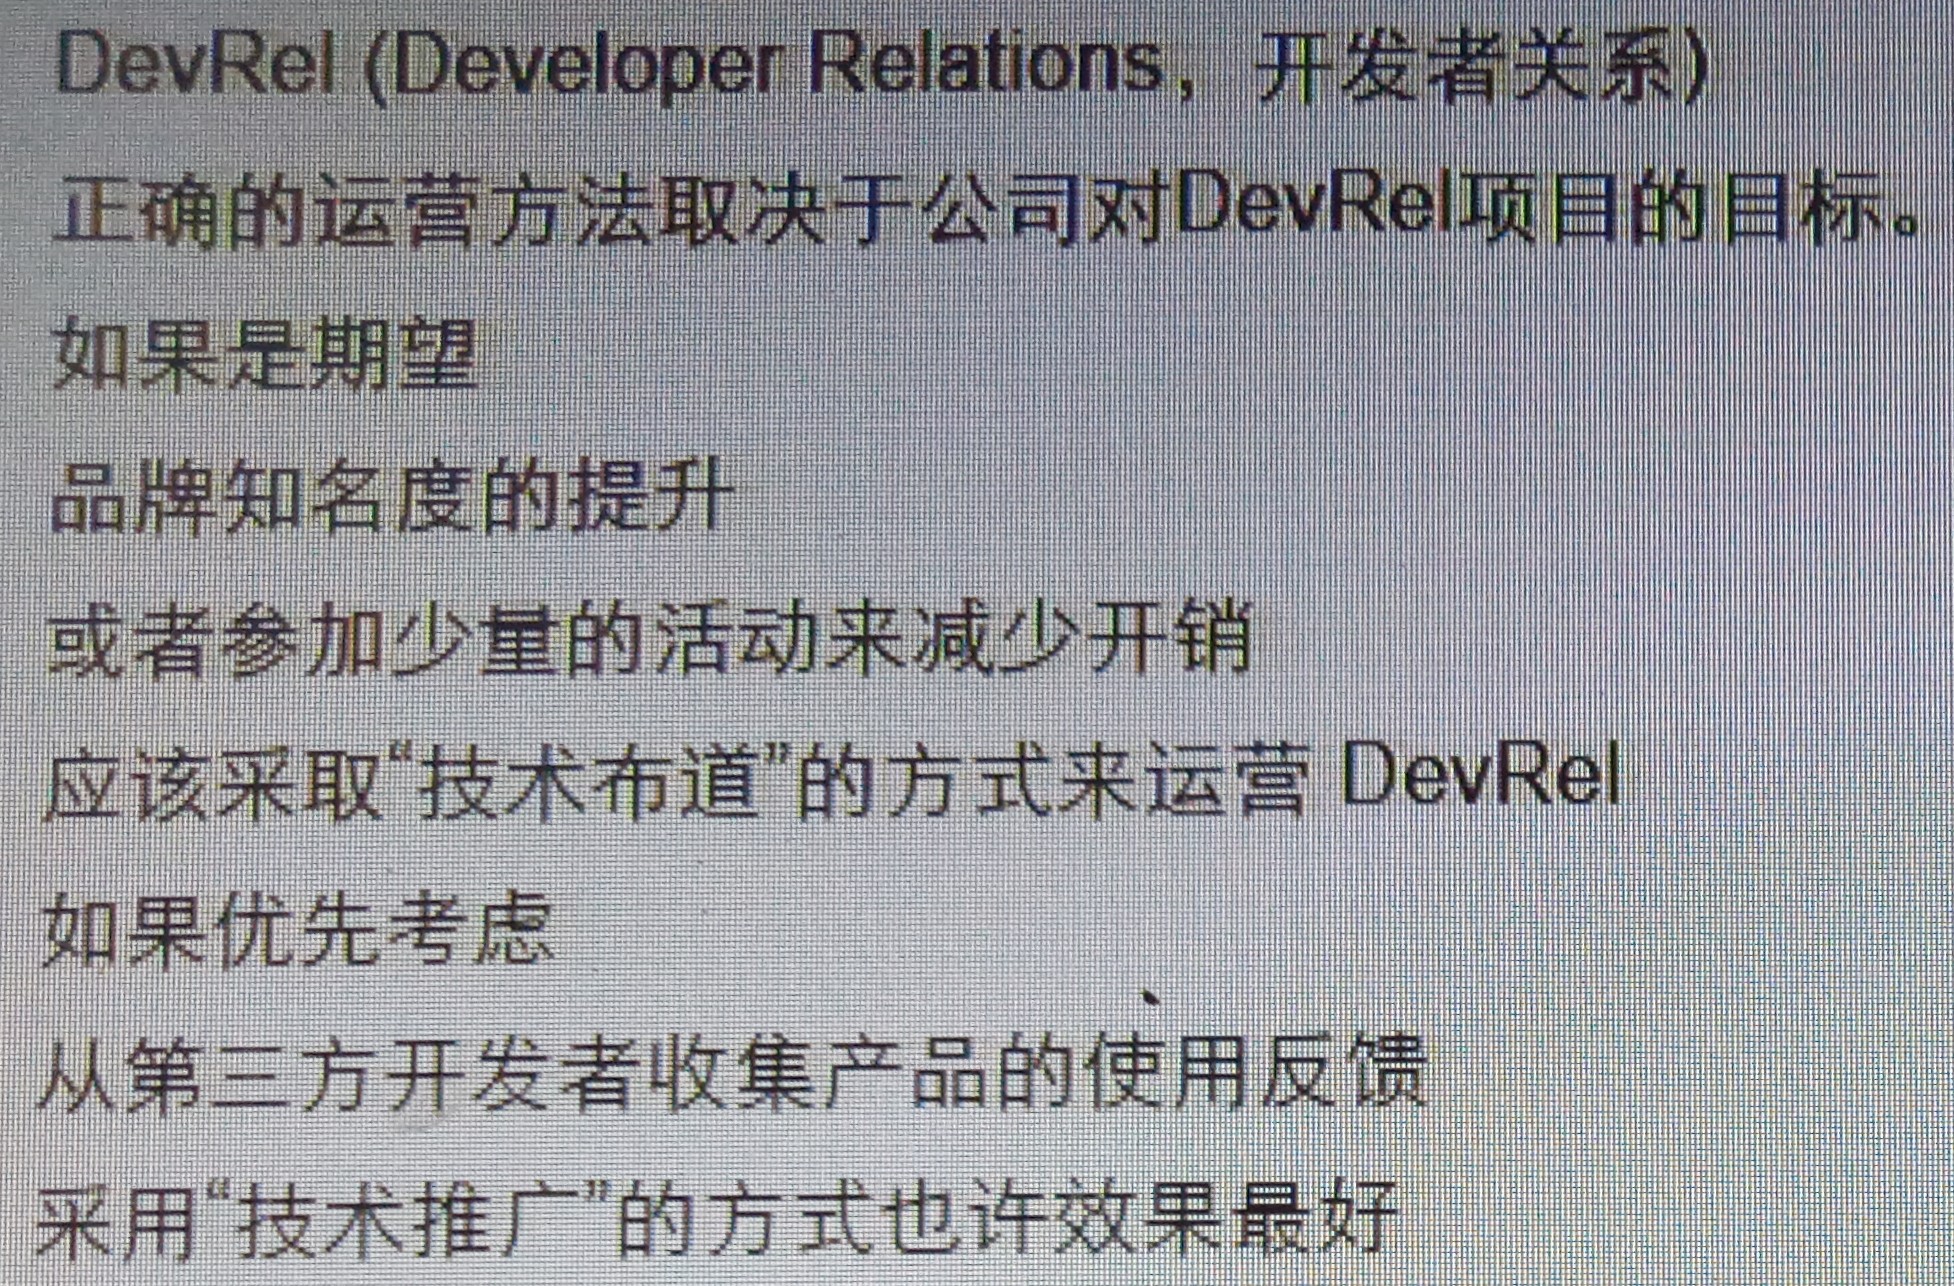 DevRel (Developer Relations，开发者关系)
正确的运营方法取决于公司对DevRel项目的目标。
如果是期望
品牌知名度的提升
或者参加少量的活动来减少开销
应该采取“技术布道”的方式来运营 DevRel
如果优先考虑
从第三方开发者收集产品的使用反馈
采用“技术推广”的方式也许效果最好